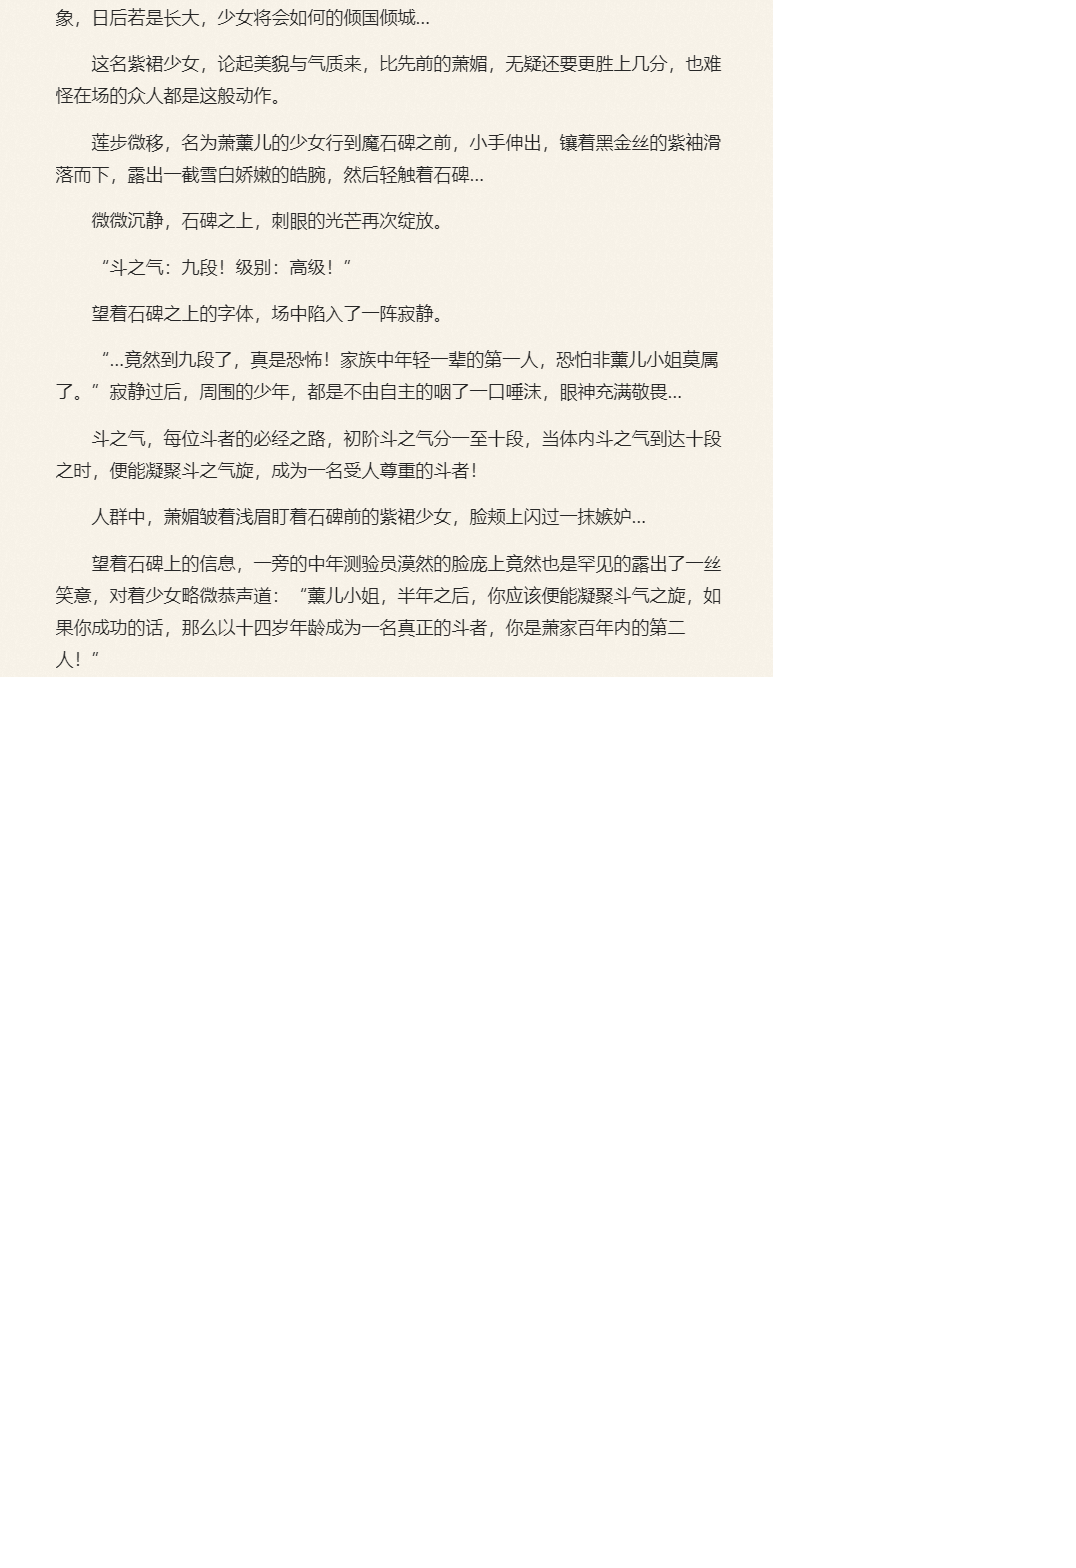 象，日后若是长大，少女将会如何的倾国倾城…
这名紫裙少女，论起美貌与气质来，比先前的萧媚，无疑还要更胜上几分，也难
怪在场的众人都是这般动作。
莲步微移，名为萧薰儿的少女行到魔石碑之前，小手伸出，镶着黑金丝的紫袖滑
落而下，露出一截雪白娇嫩的皓腕，然后轻触着石碑…
微微沉静，石碑之上，刺眼的光芒再次绽放。
“斗之气：九段！级别：高级！”
望着石碑之上的字体，场中陷入了一阵寂静。
“…竟然到九段了，真是恐怖！家族中年轻一辈的第一人，恐怕非薰儿小姐莫属
了。”寂静过后，周围的少年，都是不由自主的咽了一口唾沫，眼神充满敬畏…
斗之气，每位斗者的必经之路，初阶斗之气分一至十段，当体内斗之气到达十段
之时，便能凝聚斗之气旋，成为一名受人尊重的斗者！
人群中，萧媚皱着浅眉盯着石碑前的紫裙少女，脸颊上闪过一抹嫉妒…
望着石碑上的信息，一旁的中年测验员漠然的脸庞上竟然也是罕见的露出了一丝
笑意，对着少女略微恭声道：“薰儿小姐，半年之后，你应该便能凝聚斗气之旋，如
果你成功的话，那么以十四岁年龄成为一名真正的斗者，你是萧家百年内的第二
人！”